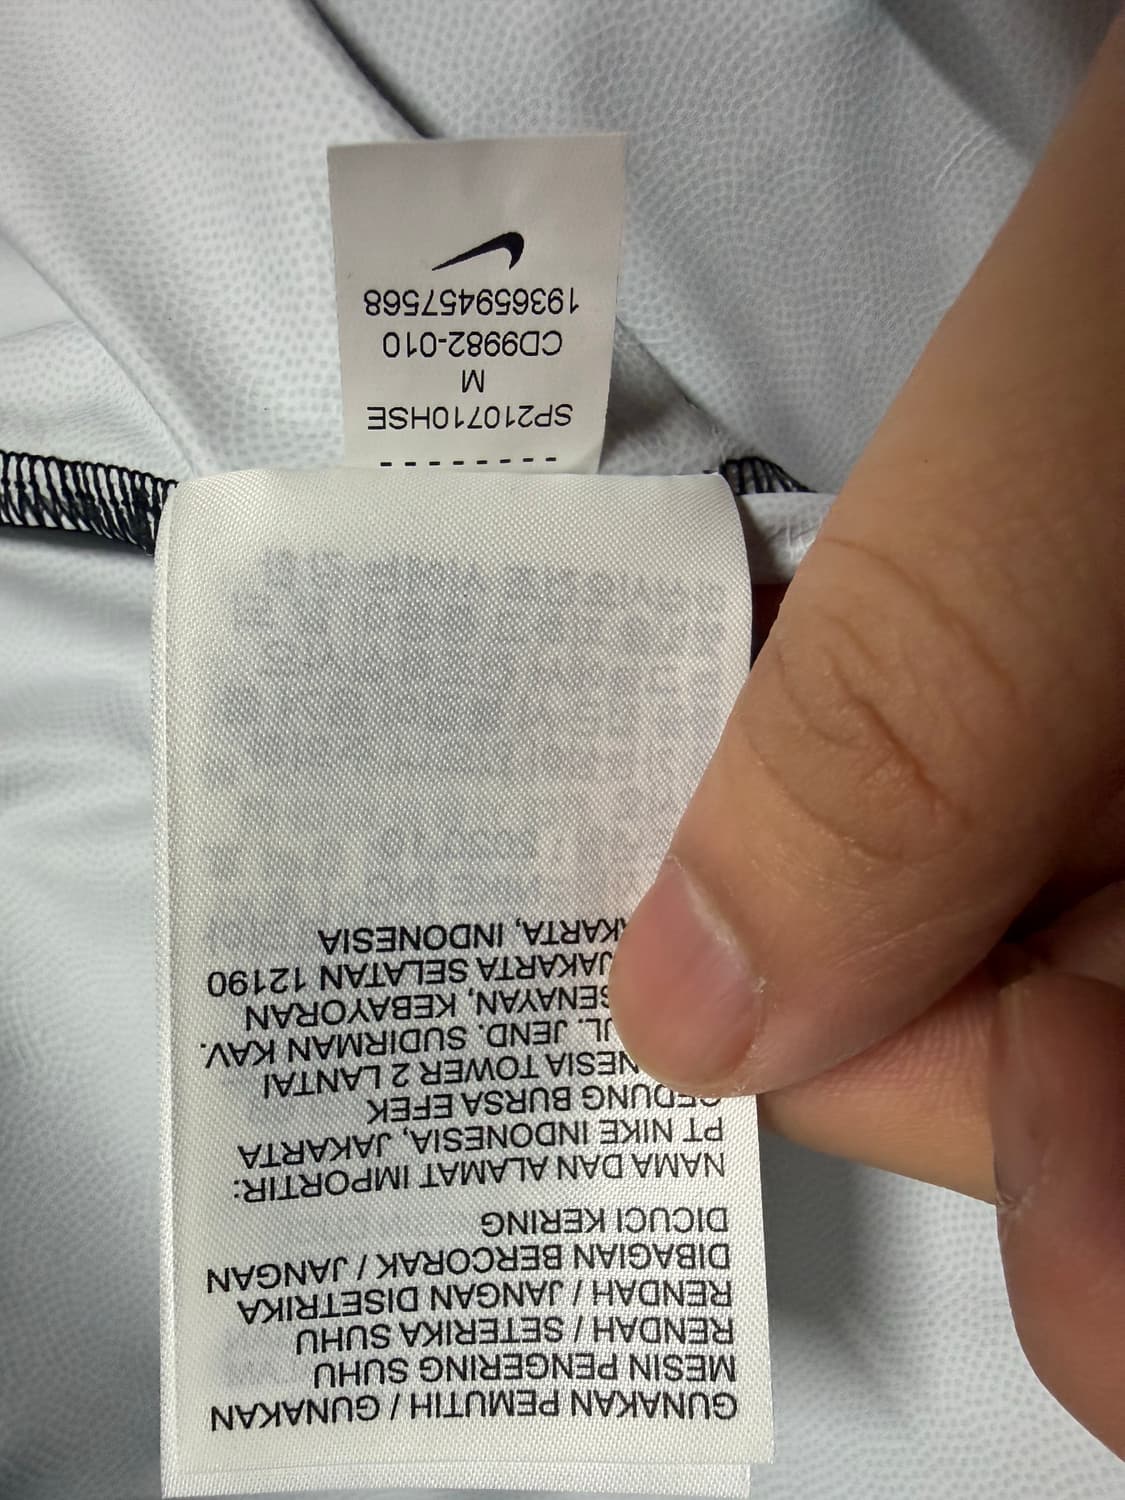 GUNAKAN PEMUTIH / GUNAKAN
MESIN PENGERING SUHU
RENDAH / SETERIKA SUHU
RENDAH / JANGAN DISETRIKA
DIBAGIAN BERCORAK / JANGAN
DICUCI KERING
NAMA DAN ALAMAT IMPORTIR:
PT NIKE INDONESIA, JAKARTA
GEDUNG BURSA EFEK
NESIA TOWER 2 LANTAI
JL. JEND. SUDIRMAN KAV.
SENAYAN, KEBAYORAN
JAKARTA SELATAN 12190
KARTA, INDONESIA
SP210710HSE
M
CD9982-010
193659457568